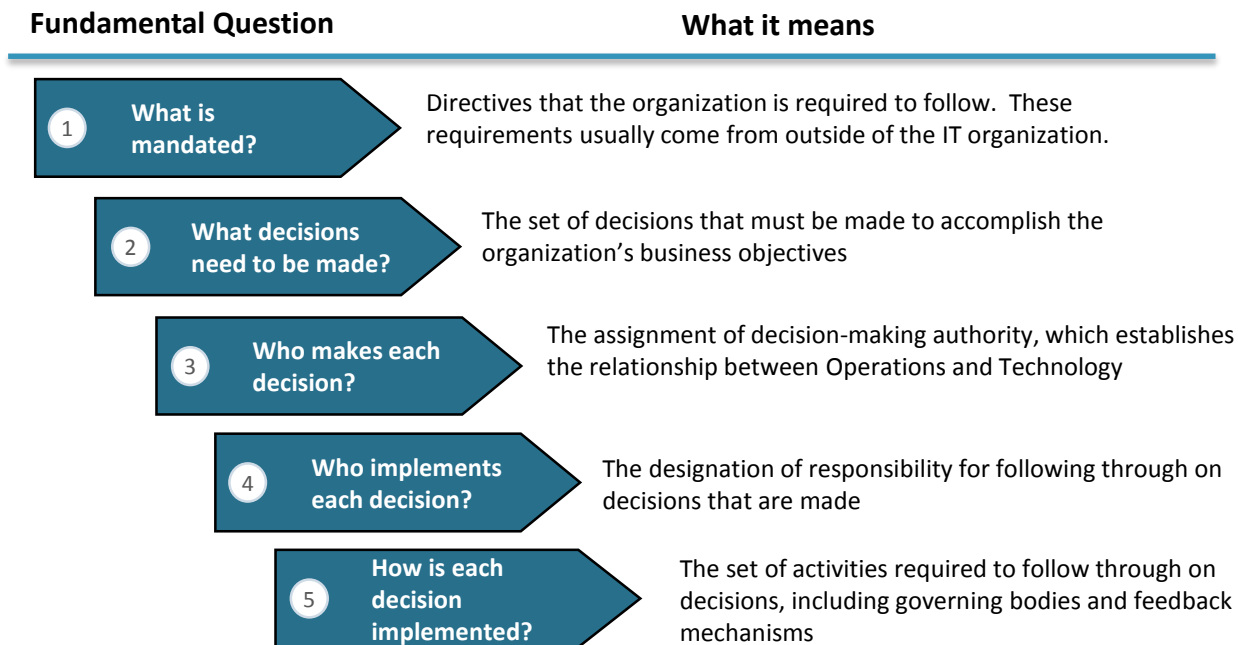 Fundamental Question
What it means
1
What is
mandated?
Directives that the organization is required to follow.  These
requirements usually come from outside of the IT organization.
2
What decisions
need to be made?
The set of decisions that must be made to accomplish the
organization’s business objectives
3
Who makes each
decision?
The assignment of decision-making authority, which establishes
the relationship between Operations and Technology
4
Who implements
each decision?
The designation of responsibility for following through on
decisions that are made
5
How is each
decision
implemented?
The set of activities required to follow through on
decisions, including governing bodies and feedback
mechanisms